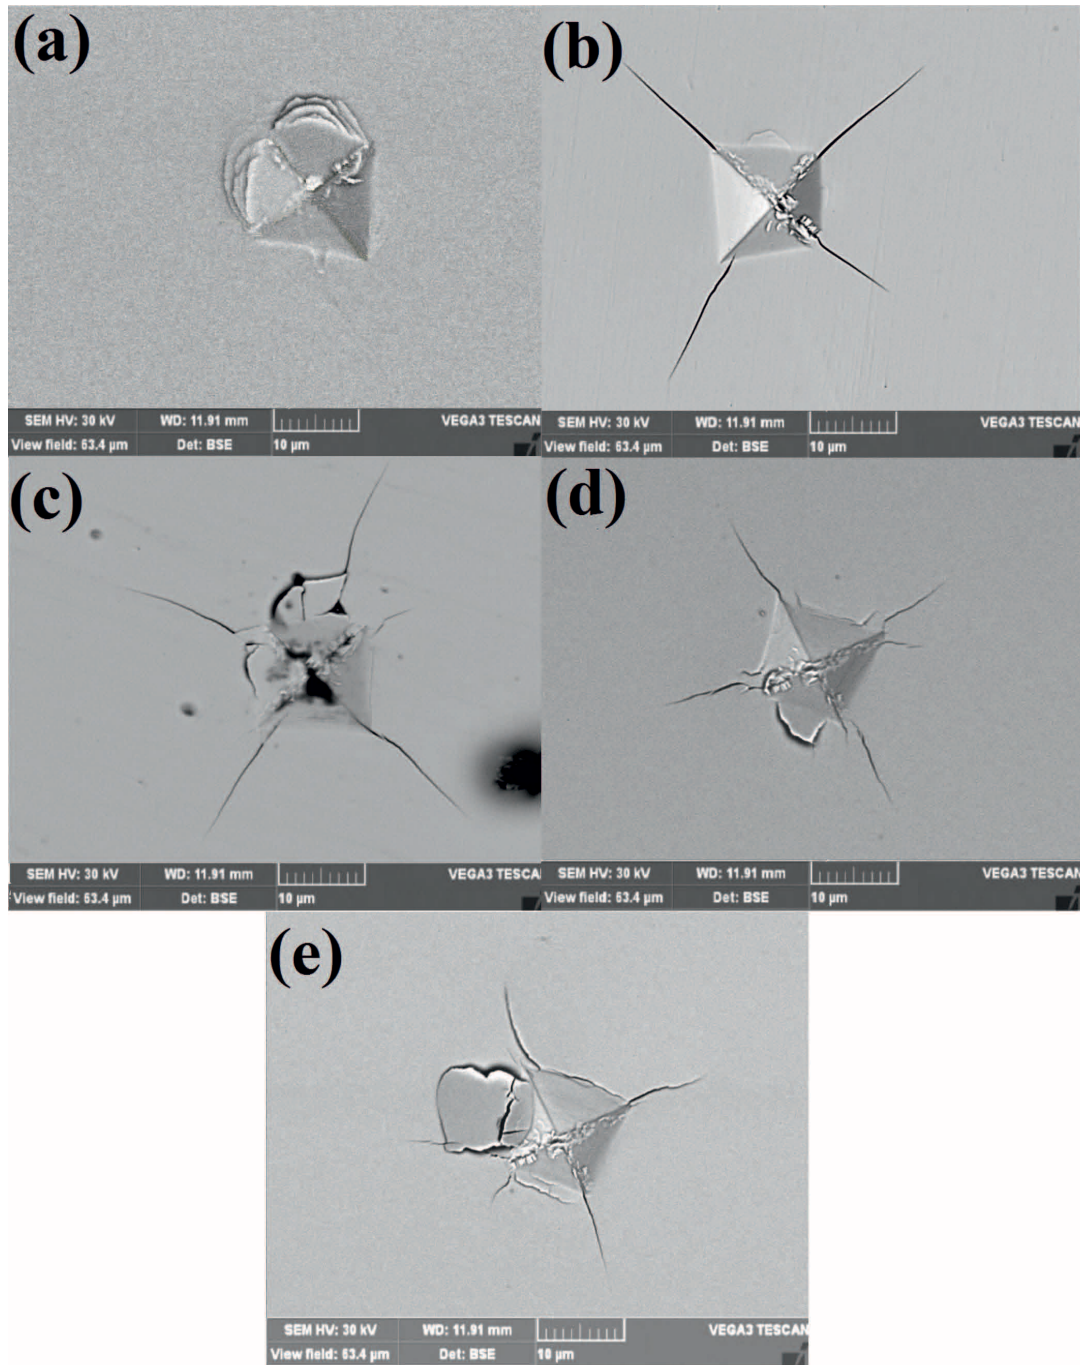 (a)
(b)
SEM HV: 30 kV WD: 11.91 mm VEGA3 TESCAN
View field: 63.4 µm Det: BSE 10 µm
SEM HV: 30 kV WD: 11.91 mm VEGA3 TESCAN
View field: 63.4 µm Det: BSE 10 µm
(c)
(d)
SEM HV: 30 kV WD: 11.91 mm VEGA3 TESCA
View field: 63.4 µm Det: BSE 10 µm
SEM HV: 30 kV WD: 11.91 mm VEGA3 TESCAN
View field: 63.4 µm Det: BSE 10 µm
(e)
SEM HV: 30 kV WD: 11.91 mm VEGA3 TESCAN
View field: 63.4 µm Det: BSE 10 µm